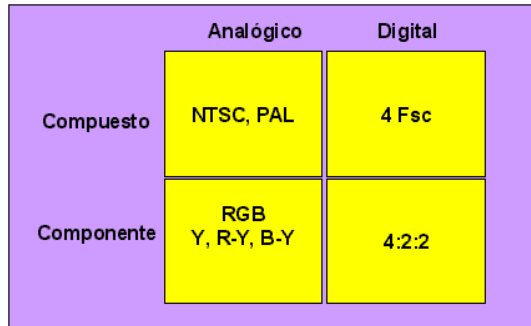 Analógico Digital
Compuesto NTSC, PAL 4 Fsc
RGB
Componente Y, R-Y, B-Y 4:2:2